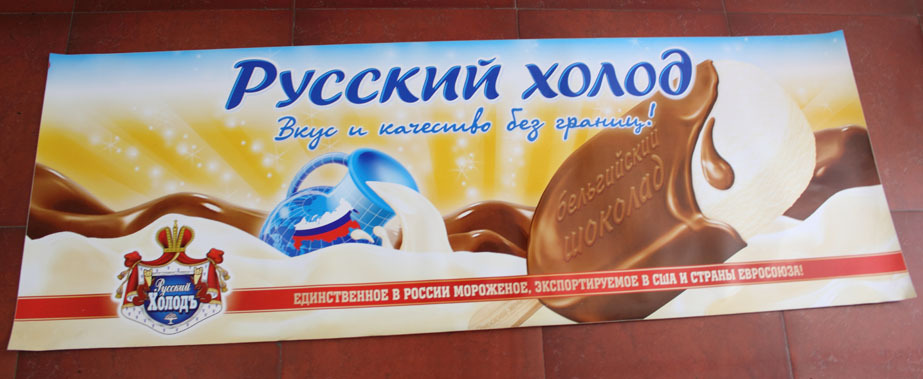 Русский холод
Вкус и качество без границ!
бельгийский
шоколад
Русский
Холодъ
ЕДИНСТВЕННОЕ В РОССИИ МОРОЖЕНОЕ, ЭКСПОРТИРУЕМОЕ В США И СТРАНЫ ЕВРОСОЮЗА!